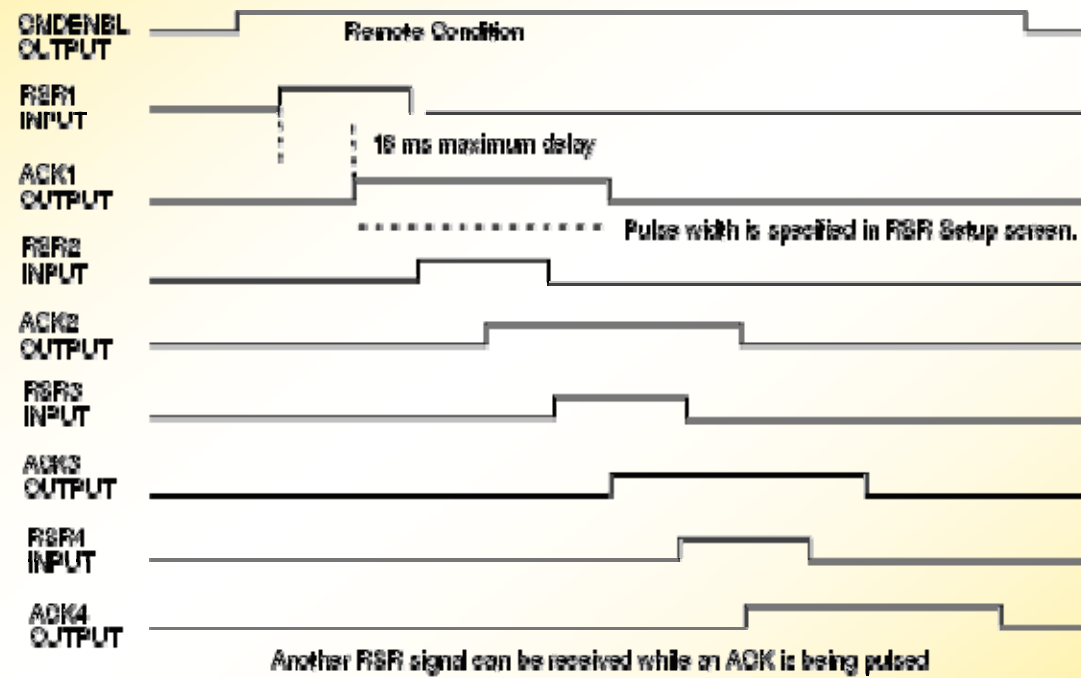 CMDENBL
OUTPUT
Remote Condition
RSR1
INPUT
16 ms maximum delay
ACK1
OUTPUT
Pulse width is specified in RSR Setup screen.
RSR2
INPUT
ACK2
OUTPUT
RSR3
INPUT
ACK3
OUTPUT
RSR4
INPUT
ACK4
OUTPUT
Another RSR signal can be received while an ACK is being pulsed